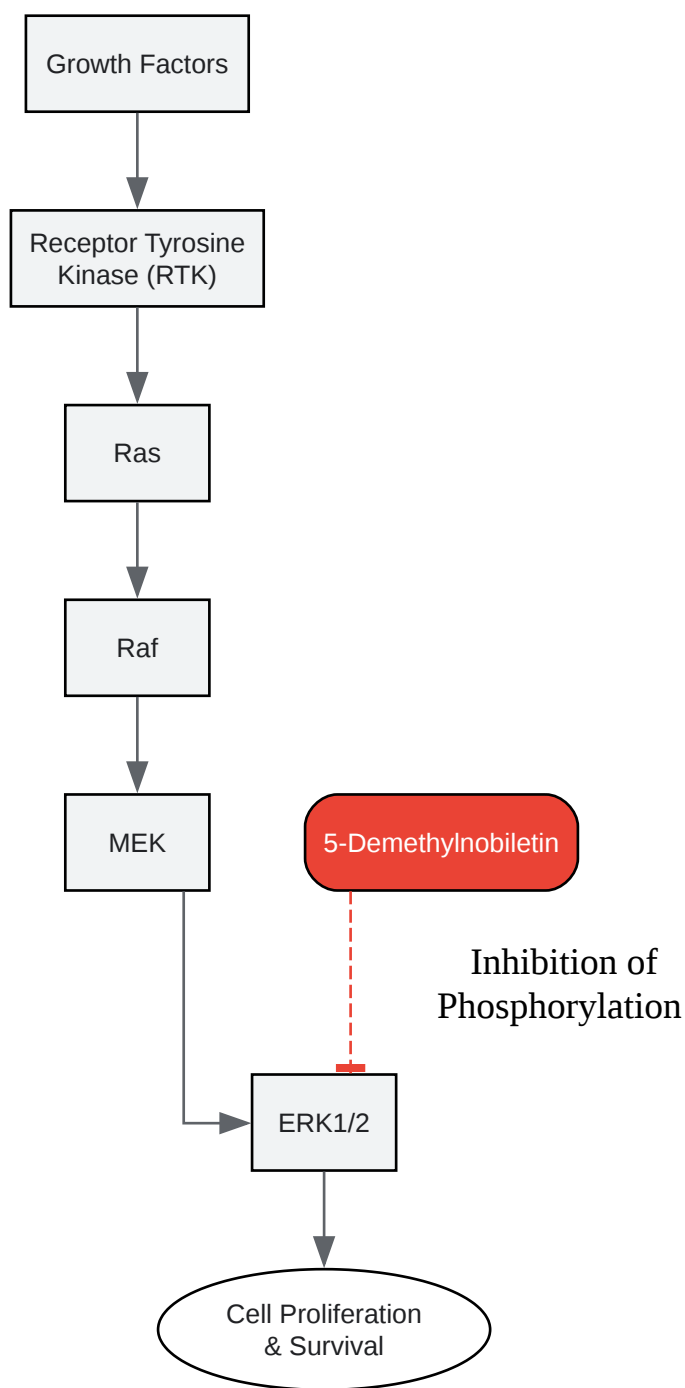 Growth Factors
Receptor Tyrosine
Kinase (RTK)
Ras
Raf
MEK
5-Demethylnobiletin
Inhibition of
Phosphorylation
ERK1/2
Cell Proliferation
& Survival